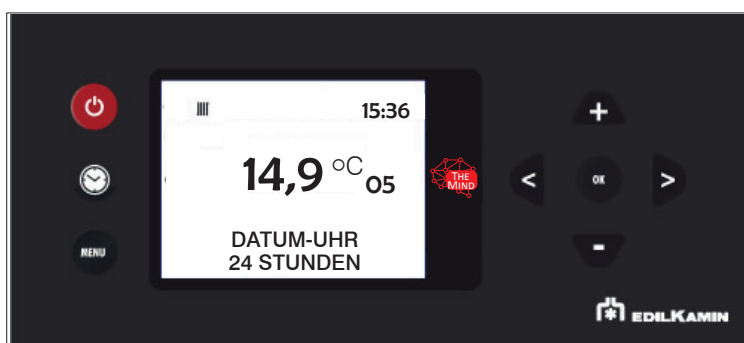 15:36
14,9 °C 05
THE MIND
DATUM-UHR
24 STUNDEN
MENU
+
<
OK
>
-
EDILKAMIN